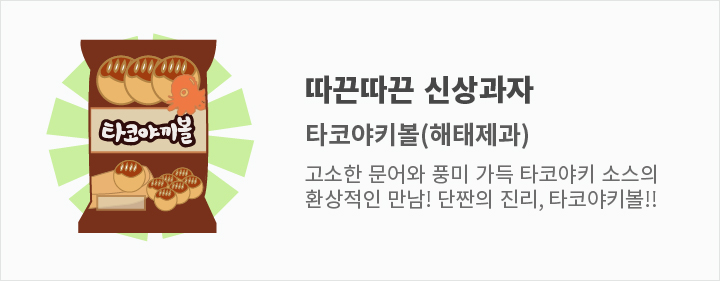 타코야끼볼
따끈따끈 신상과자
타코야키볼(해태제과)
고소한 문어와 풍미 가득 타코야키 소스의
환상적인 만남! 단짠의 진리, 타코야키볼!!